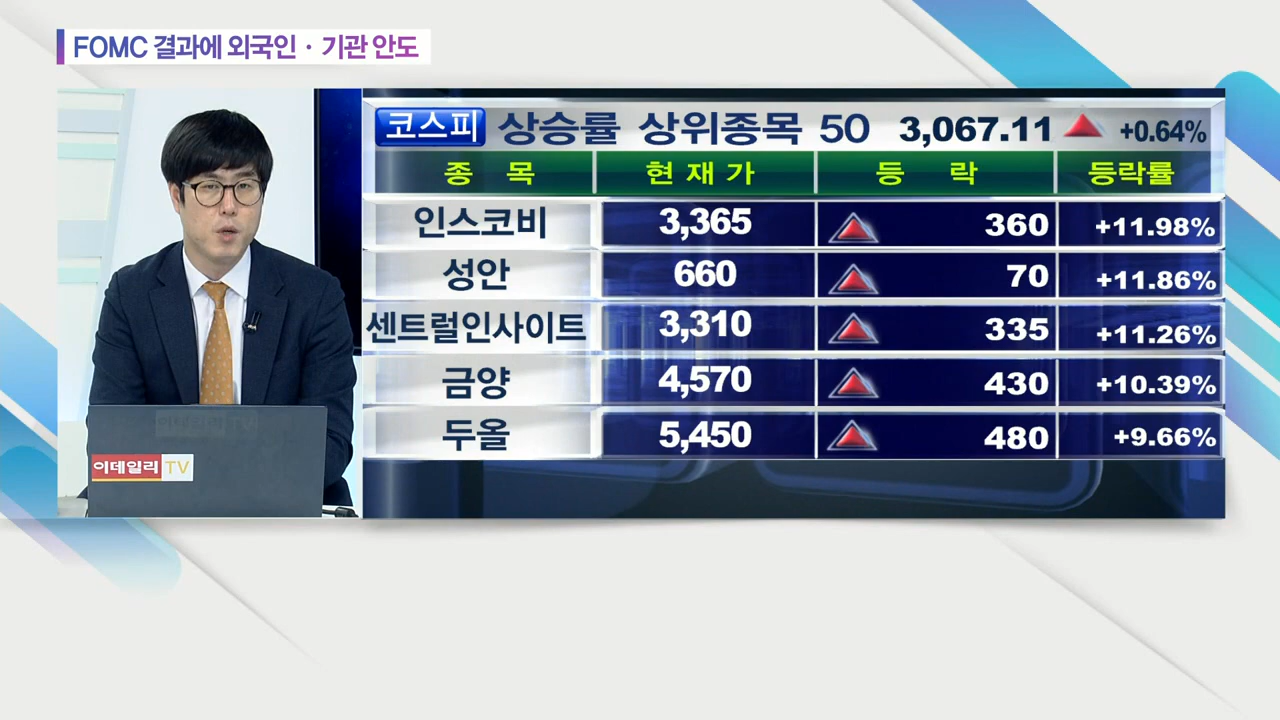 FOMC 결과에 외국인 · 기관 안도
코스피 상승률 상위종목 50 3,067.11 ▲ +0.64%
종 목 현 재 가 등 락 등락률
인스코비 3,365 ▲ 360 +11.98%
성안 660 ▲ 70 +11.86%
센트럴인사이트 3,310 ▲ 335 +11.26%
금양 4,570 ▲ 430 +10.39%
두올 5,450 ▲ 480 +9.66%
이데일리 TV